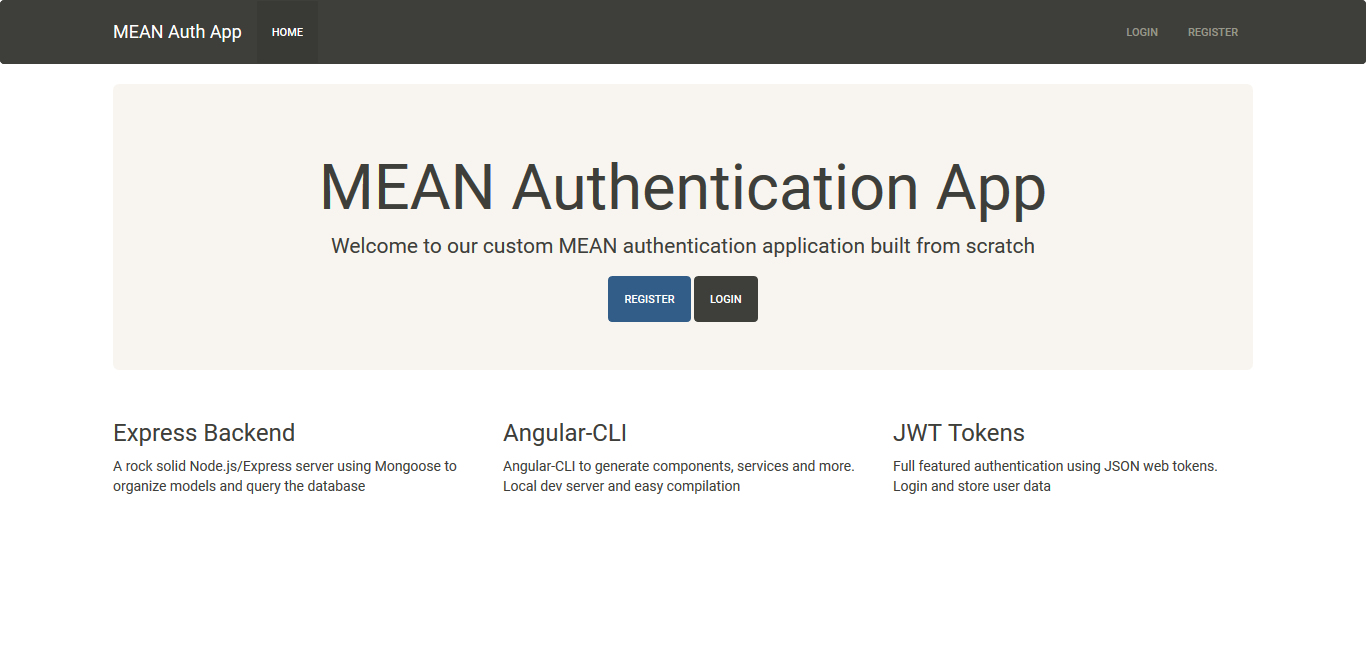 MEAN Auth App HOME LOGIN REGISTER
MEAN Authentication App
Welcome to our custom MEAN authentication application built from scratch
REGISTER LOGIN
Express Backend
A rock solid Node.js/Express server using Mongoose to
organize models and query the database
Angular-CLI
Angular-CLI to generate components, services and more.
Local dev server and easy compilation
JWT Tokens
Full featured authentication using JSON web tokens.
Login and store user data